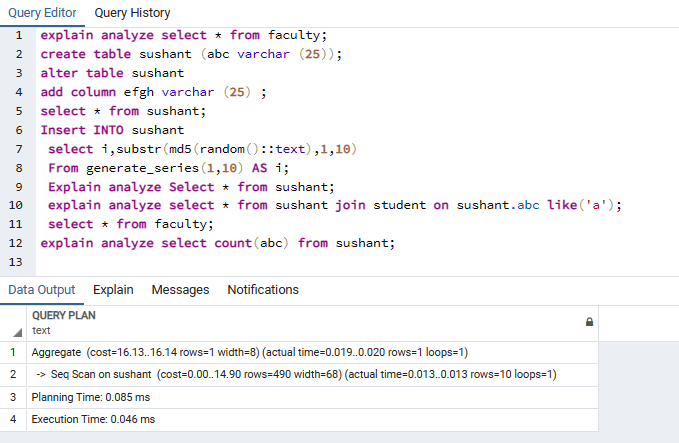 Query Editor Query History
1 explain analyze select * from faculty;
2 create table sushant (abc varchar (25));
3 alter table sushant
4 add column efgh varchar (25) ;
5 select * from sushant;
6 Insert INTO sushant
7 select i,substr(md5(random()::text),1,10)
8 From generate_series(1,10) AS i;
9 Explain analyze Select * from sushant;
10 explain analyze select * from sushant join student on sushant.abc like('a');
11 select * from faculty;
12 explain analyze select count(abc) from sushant;
13
Data Output Explain Messages Notifications
QUERY PLAN
text
1 Aggregate (cost=16.13..16.14 rows=1 width=8) (actual time=0.019..0.020 rows=1 loops=1)
2 -> Seq Scan on sushant (cost=0.00..14.90 rows=490 width=68) (actual time=0.013..0.013 rows=10 loops=1)
3 Planning Time: 0.085 ms
4 Execution Time: 0.046 ms